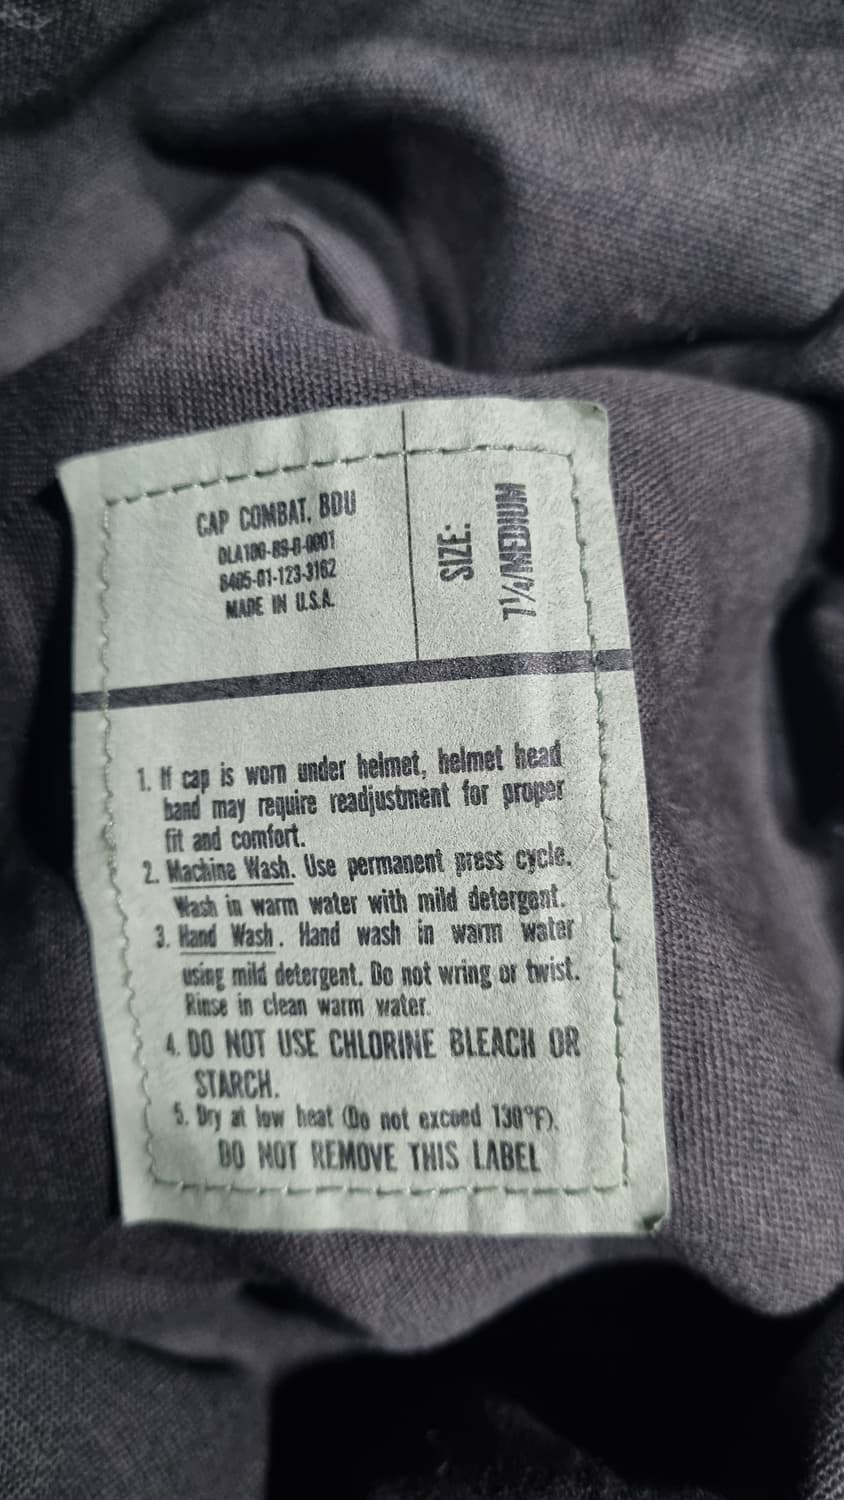 CAP COMBAT, BDU
DLA100-89-0-0001
8405-01-123-3162
MADE IN U.S.A.
SIZE:
7¼/MEDIUM
1. If cap is worn under helmet, helmet head
band may require readjustment for proper
fit and comfort.
2. Machine Wash. Use permanent press cycle.
Wash in warm water with mild detergent.
3. Hand Wash. Hand wash in warm water
using mild detergent. Do not wring or twist.
Rinse in clean warm water.
4. DO NOT USE CHLORINE BLEACH OR
STARCH.
5. Dry at low heat (Do not exceed 130°F).
DO NOT REMOVE THIS LABEL